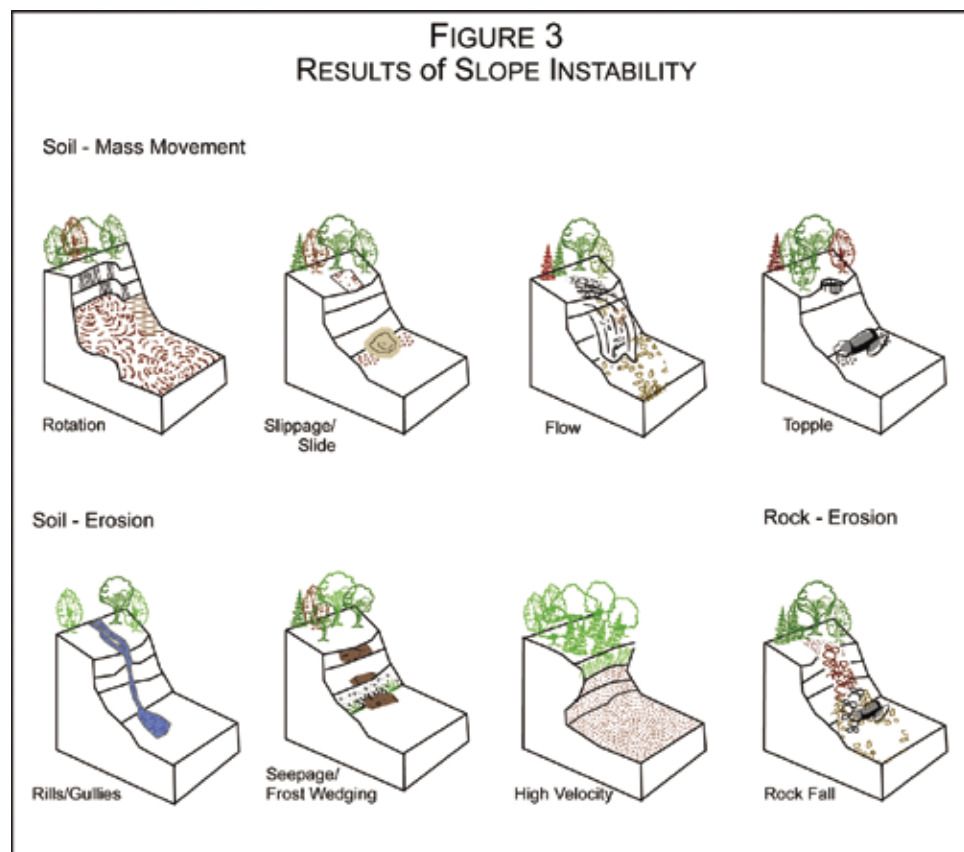 FIGURE 3
RESULTS of SLOPE INSTABILITY
Soil - Mass Movement
Rotation
Slippage/
Slide
Flow
Topple
Soil - Erosion
Rock - Erosion
Rills/Gullies
Seepage/
Frost Wedging
High Velocity
Rock Fall